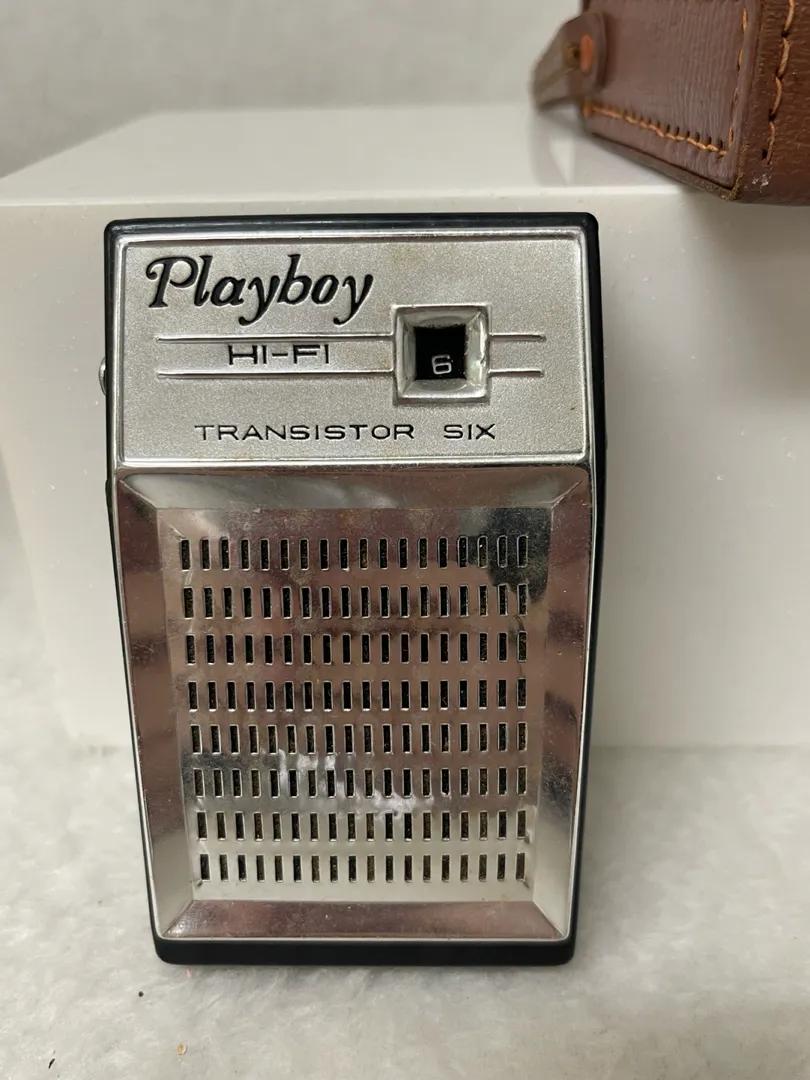 Playboy
HI-FI
6
TRANSISTOR SIX